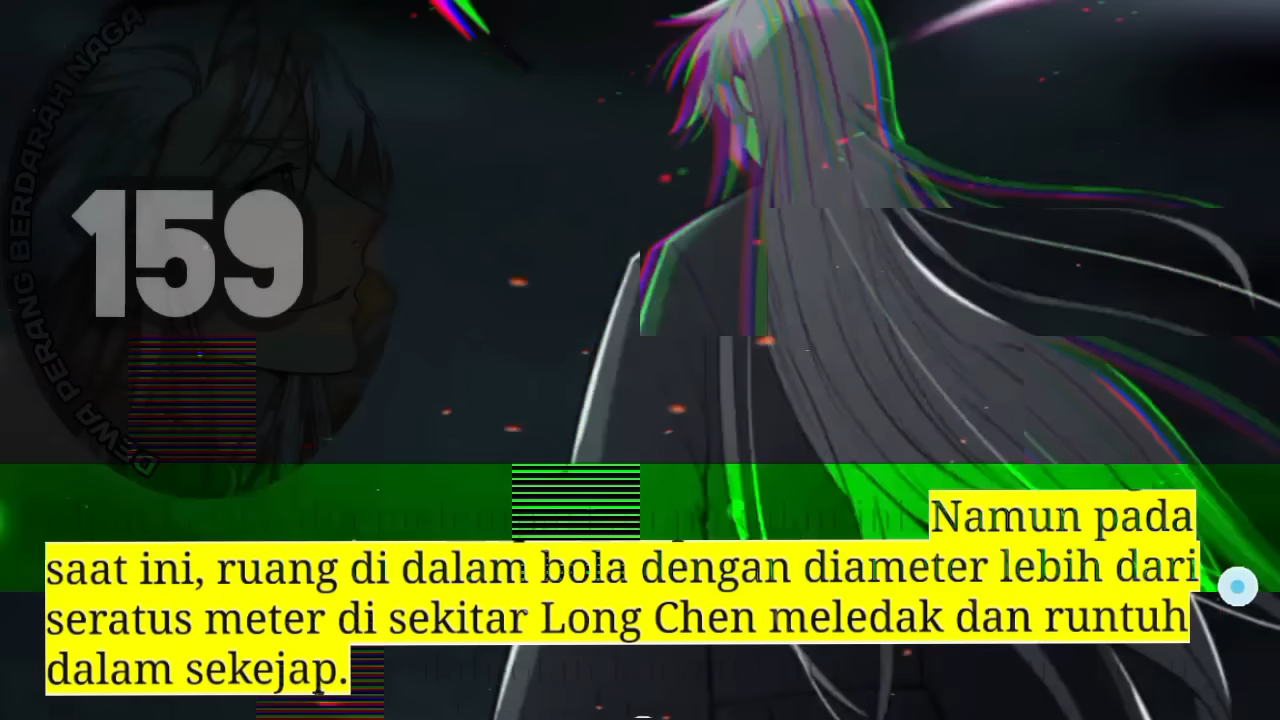 DEWA PERANG BERDARAH NAGA
159
Namun pada
saat ini, ruang di dalam bola dengan diameter lebih dari
seratus meter di sekitar Long Chen meledak dan runtuh
dalam sekejap.